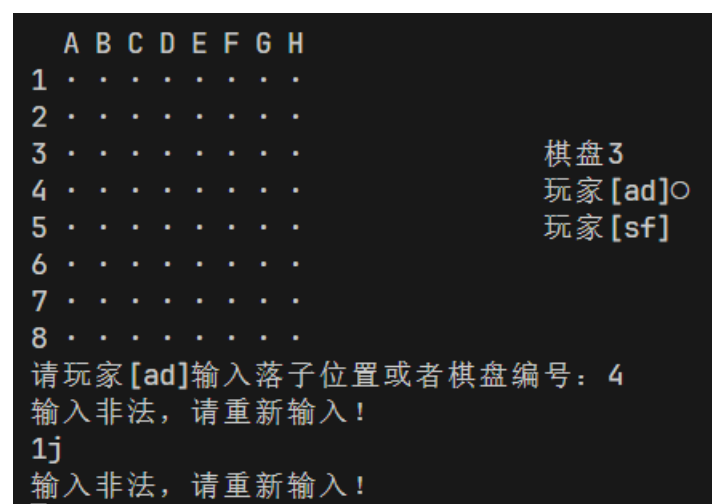 A B C D E F G H
1 · · · · · · · ·
2 · · · · · · · ·
3 · · · · · · · · 棋盘3
4 · · · · · · · · 玩家[ad]○
5 · · · · · · · · 玩家[sf]
6 · · · · · · · ·
7 · · · · · · · ·
8 · · · · · · · ·
请玩家[ad]输入落子位置或者棋盘编号: 4
输入非法，请重新输入!
1j
输入非法，请重新输入!